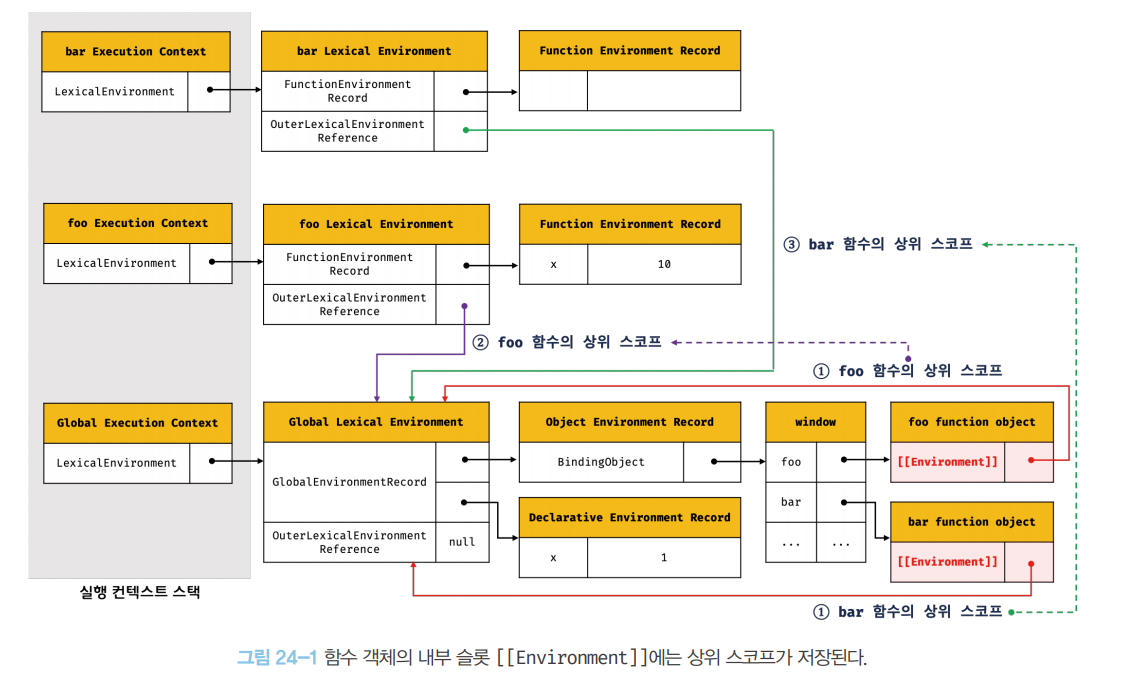 bar Execution Context
LexicalEnvironment
bar Lexical Environment
FunctionEnvironment
Record
OuterLexicalEnvironment
Reference
Function Environment Record
foo Execution Context
LexicalEnvironment
foo Lexical Environment
FunctionEnvironment
Record
OuterLexicalEnvironment
Reference
Function Environment Record
x 10
③ bar 함수의 상위 스코프
② foo 함수의 상위 스코프
① foo 함수의 상위 스코프
Global Execution Context
LexicalEnvironment
Global Lexical Environment
GlobalEnvironmentRecord
OuterLexicalEnvironment
Reference
null
Object Environment Record
BindingObject
Declarative Environment Record
x 1
window
foo
bar
... ...
foo function object
[[Environment]]
bar function object
[[Environment]]
① bar 함수의 상위 스코프
실행 컨텍스트 스택
그림 24-1 함수 객체의 내부 슬롯 [[Environment]]에는 상위 스코프가 저장된다.